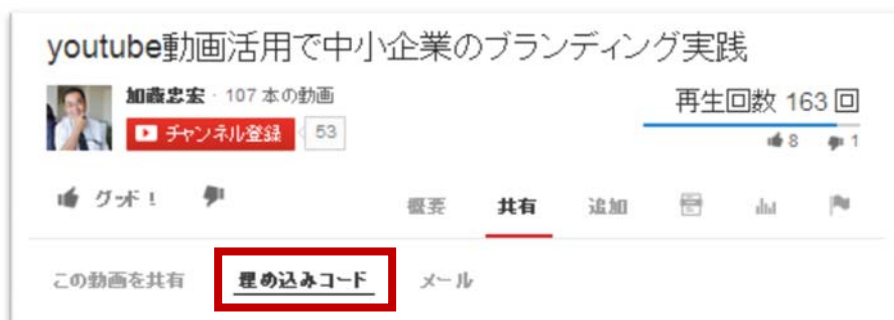 youtube動画活用で中小企業のブランディング実践
加藤忠宏 · 107 本の動画
チャンネル登録 53
再生回数 163 回
8 1
グッド！
概要 共有 追加
この動画を共有 埋め込みコード メール